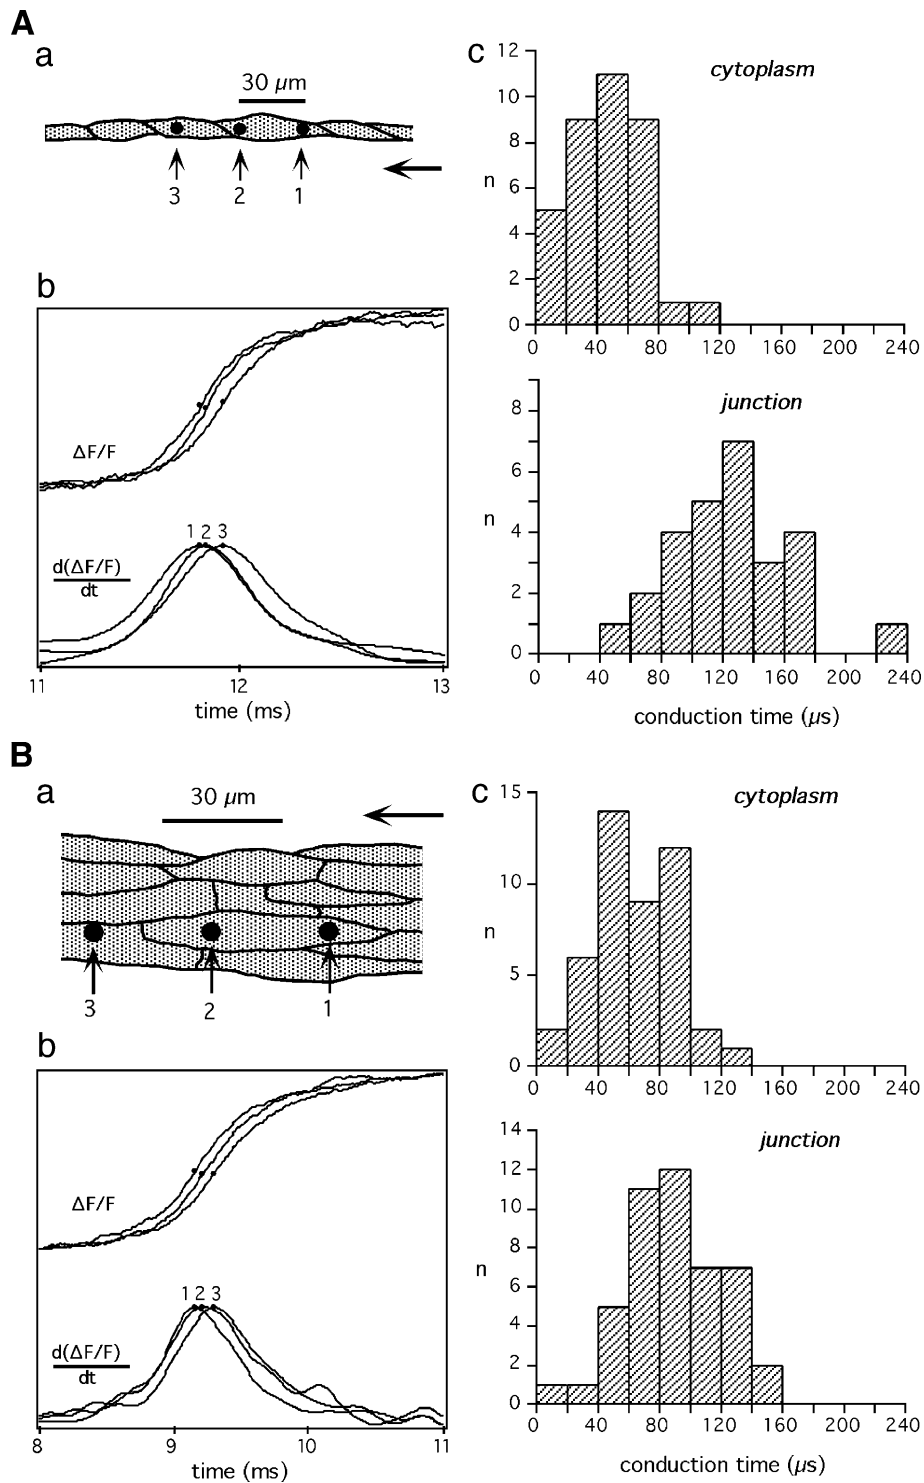 A
a
30 μm
3 2 1
b
ΔF/F
1 2 3
d(ΔF/F)
dt
11 12 13
time (ms)
c
cytoplasm
12
10
8
n
6
4
2
0
0 40 80 120 160 200 240
junction
8
6
n
4
2
0
0 40 80 120 160 200 240
conduction time (μs)
B
a
30 μm
3 2 1
b
ΔF/F
1 2 3
d(ΔF/F)
dt
8 9 10 11
time (ms)
c
cytoplasm
15
10
n
5
0
0 40 80 120 160 200 240
junction
14
12
10
8
n
6
4
2
0
0 40 80 120 160 200 240
conduction time (μs)